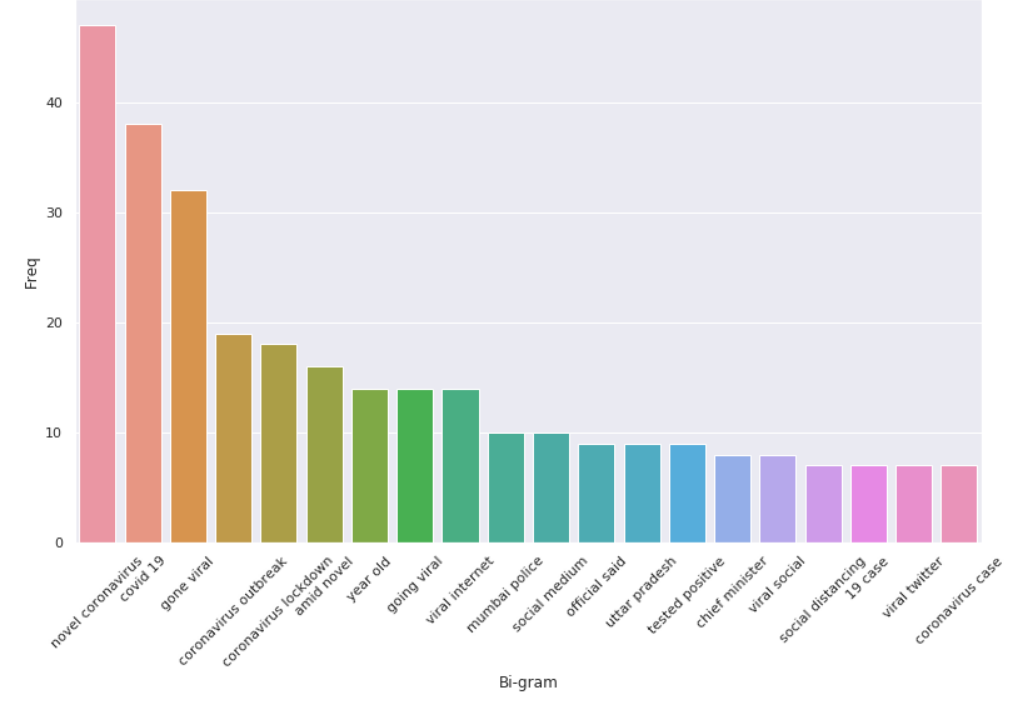 40
30
20
10
0
Freq
novel coronavirus
covid 19
gone viral
coronavirus outbreak
coronavirus lockdown
amid novel
year old
going viral
viral internet
mumbai police
social medium
official said
uttar pradesh
tested positive
chief minister
viral social
social distancing
19 case
viral twitter
coronavirus case
Bi-gram